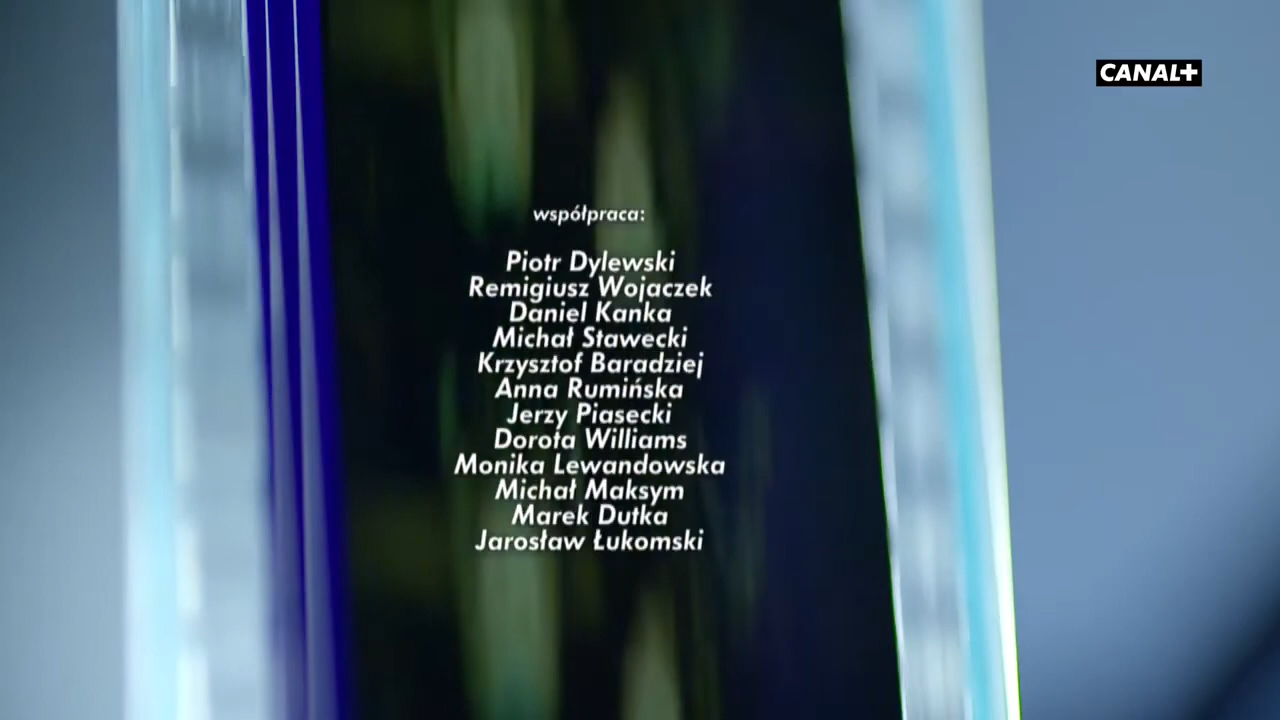 CANAL+
współpraca:
Piotr Dylewski
Remigiusz Wojaczek
Daniel Kanka
Michał Sławecki
Krzysztof Baradziej
Anna Rumińska
Jerzy Piasecki
Dorota Williams
Monika Lewandowska
Michał Maksym
Marek Dutka
Jarosław Łukomski